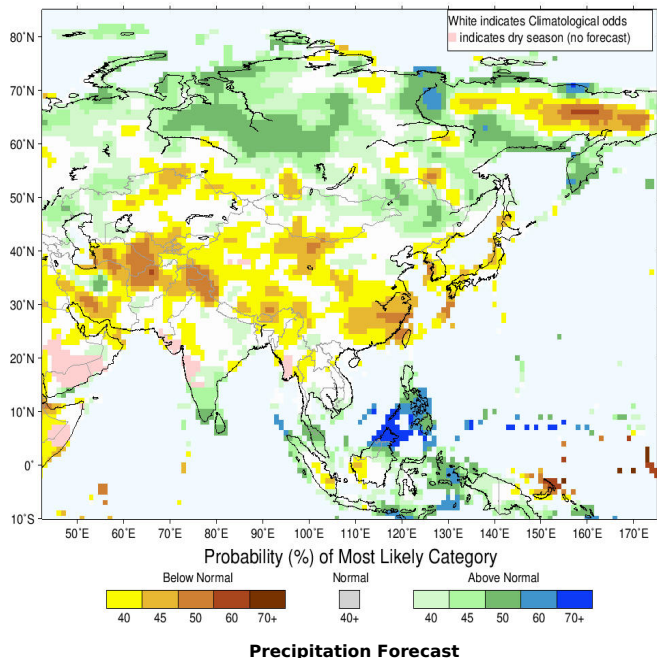 White indicates Climatological odds
indicates dry season (no forecast)
80˚N
70˚N
60˚N
50˚N
40˚N
30˚N
20˚N
10˚N
0˚
10˚S
50˚E 60˚E 70˚E 80˚E 90˚E 100˚E 110˚E 120˚E 130˚E 140˚E 150˚E 160˚E 170˚E
Probability (%) of Most Likely Category
Below Normal Normal Above Normal
40 45 50 60 70+ 40+ 40 45 50 60 70+
Precipitation Forecast